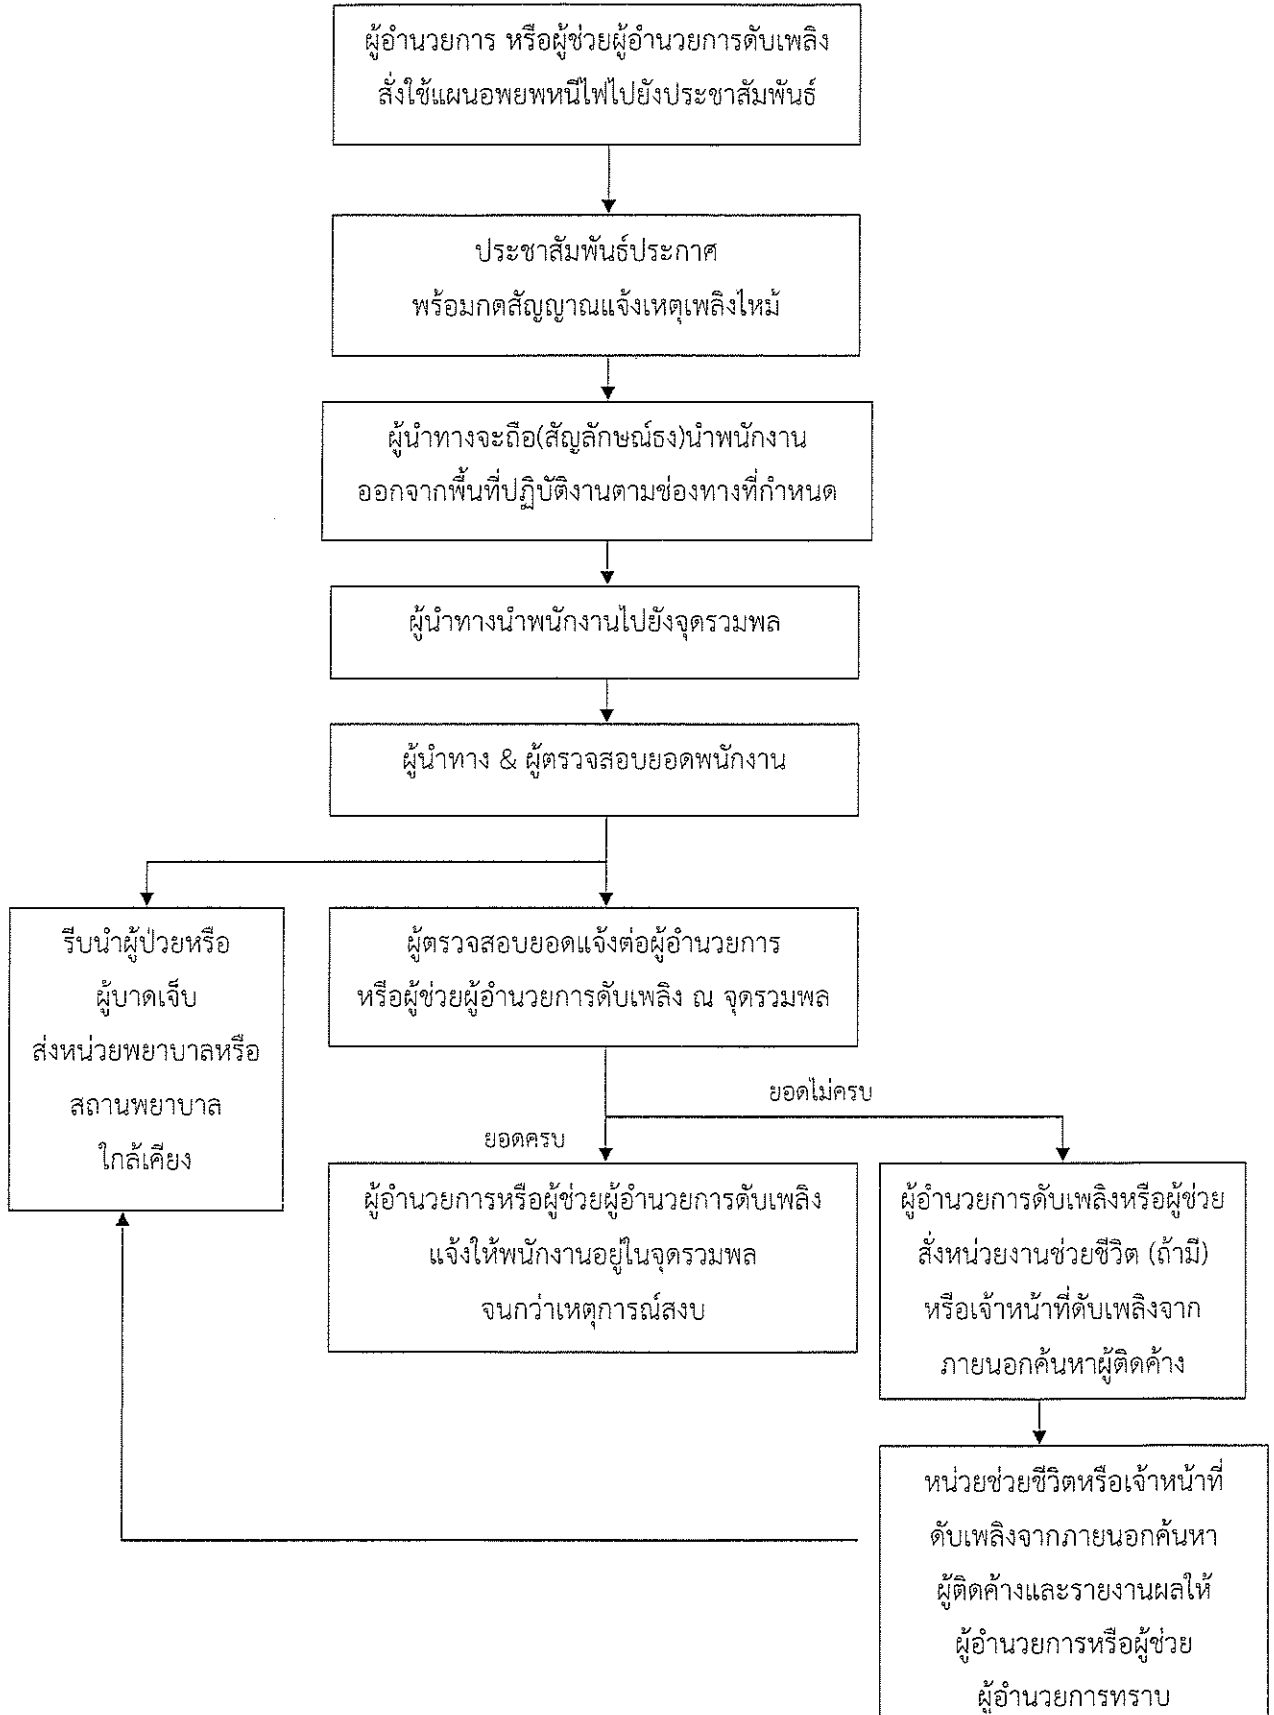 ผู้อำนวยการ หรือผู้ช่วยผู้อำนวยการดับเพลิง
สั่งใช้แผนอพยพหนีไฟไปยังประชาสัมพันธ์
ประชาสัมพันธ์ประกาศ
พร้อมกดสัญญาณแจ้งเหตุเพลิงไหม้
ผู้นำทางจะถือ(สัญลักษณ์ธง)นำพนักงาน
ออกจากพื้นที่ปฏิบัติงานตามช่องทางที่กำหนด
ผู้นำทางนำพนักงานไปยังจุดรวมพล
ผู้นำทาง & ผู้ตรวจสอบยอดพนักงาน
รีบนำผู้ป่วยหรือ
ผู้บาดเจ็บ
ส่งหน่วยพยาบาลหรือ
สถานพยาบาล
ใกล้เคียง
ผู้ตรวจสอบยอดแจ้งต่อผู้อำนวยการ
หรือผู้ช่วยผู้อำนวยการดับเพลิง ณ จุดรวมพล
ยอดไม่ครบ
ยอดครบ
ผู้อำนวยการหรือผู้ช่วยผู้อำนวยการดับเพลิง
แจ้งให้พนักงานอยู่ในจุดรวมพล
จนกว่าเหตุการณ์สงบ
ผู้อำนวยการดับเพลิงหรือผู้ช่วย
สั่งหน่วยงานช่วยชีวิต (ถ้ามี)
หรือเจ้าหน้าที่ดับเพลิงจาก
ภายนอกค้นหาผู้ติดค้าง
หน่วยช่วยชีวิตหรือเจ้าหน้าที่
ดับเพลิงจากภายนอกค้นหา
ผู้ติดค้างและรายงานผลให้
ผู้อำนวยการหรือผู้ช่วย
ผู้อำนวยการทราบ